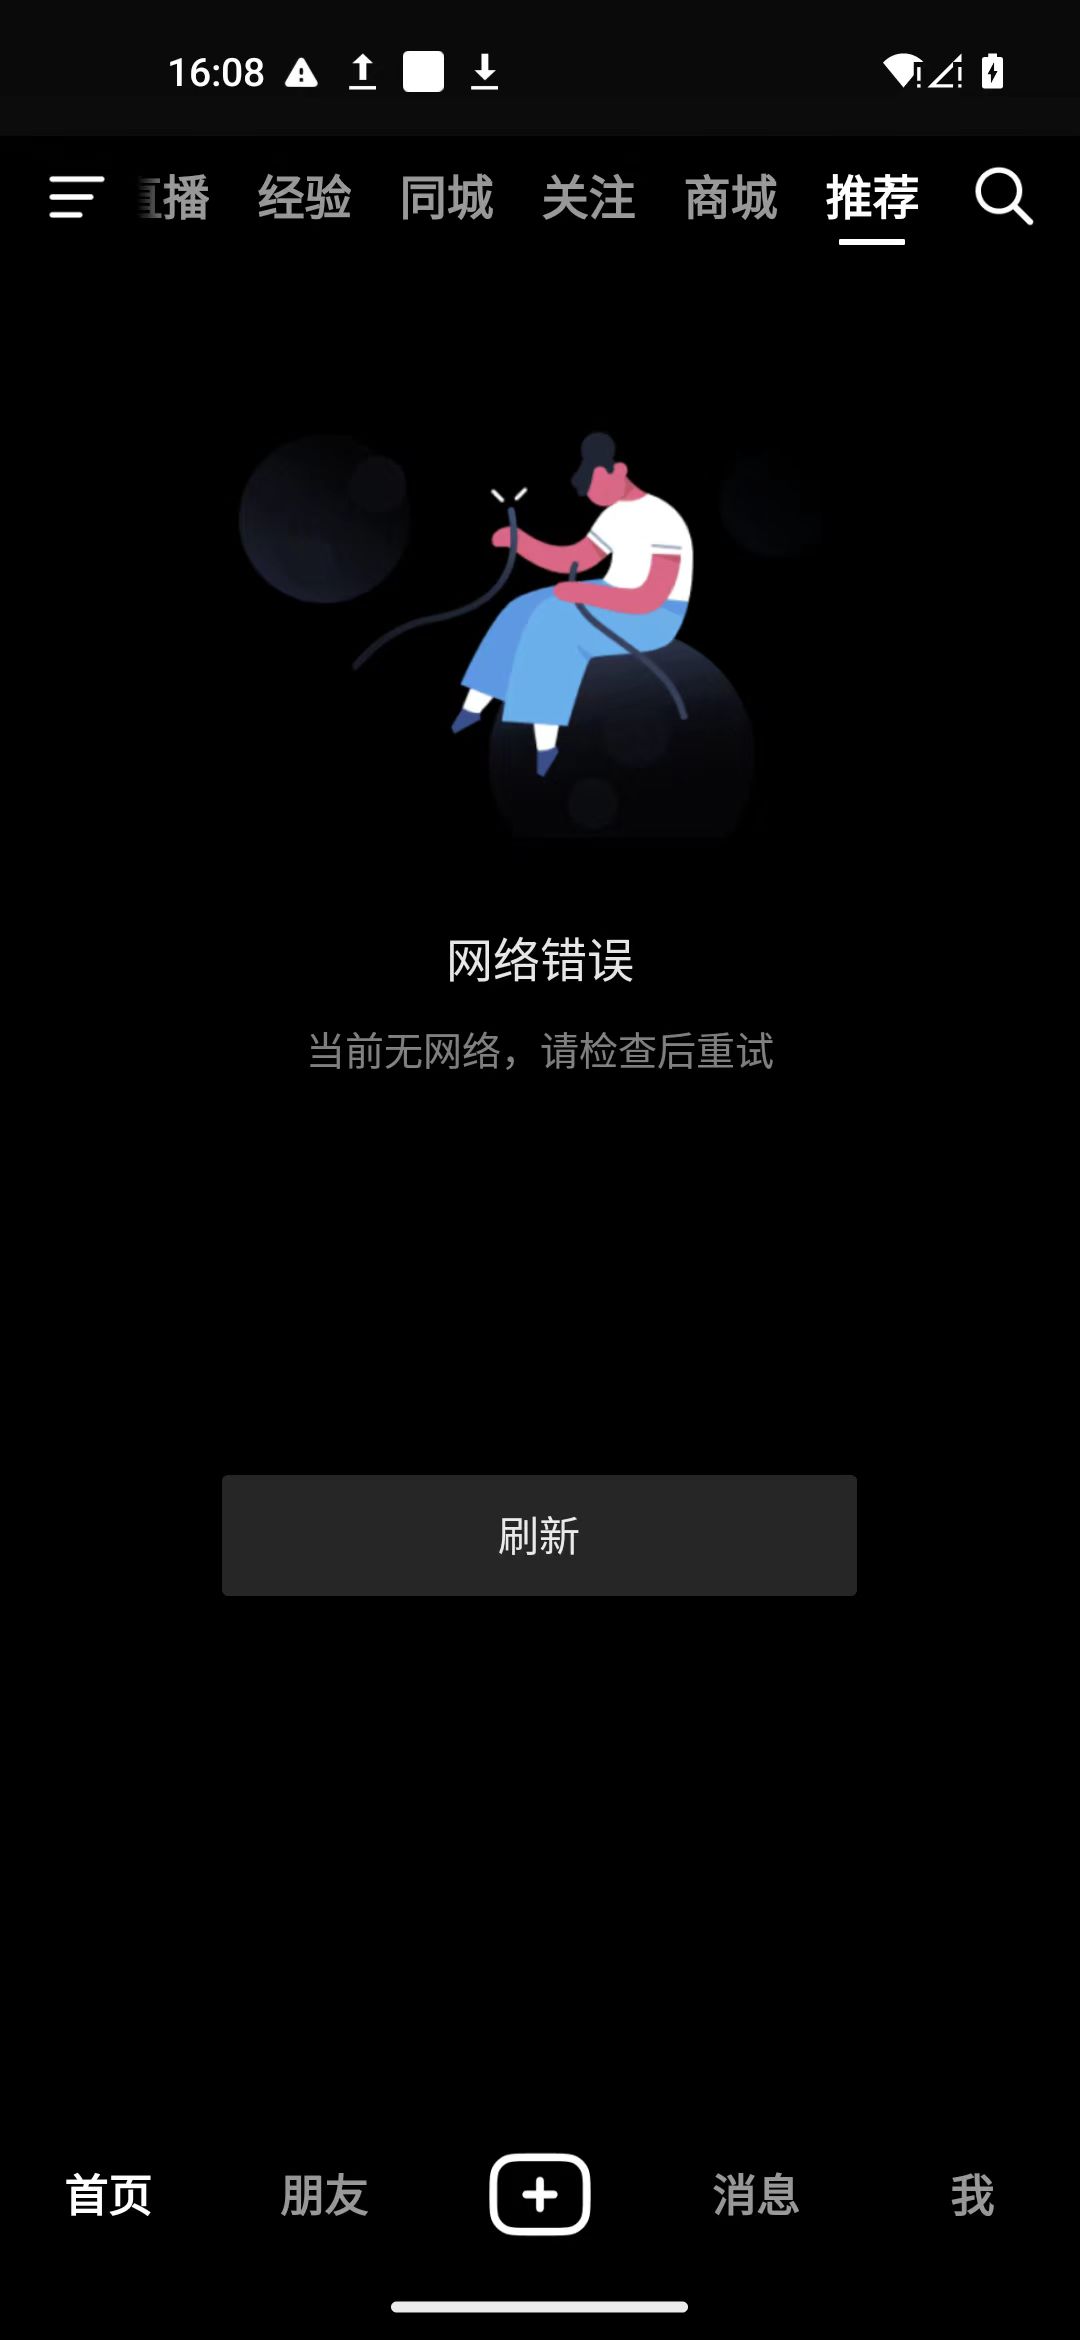 16:08
直播 经验 同城 关注 商城 推荐
网络错误
当前无网络，请检查后重试
刷新
首页 朋友 消息 我